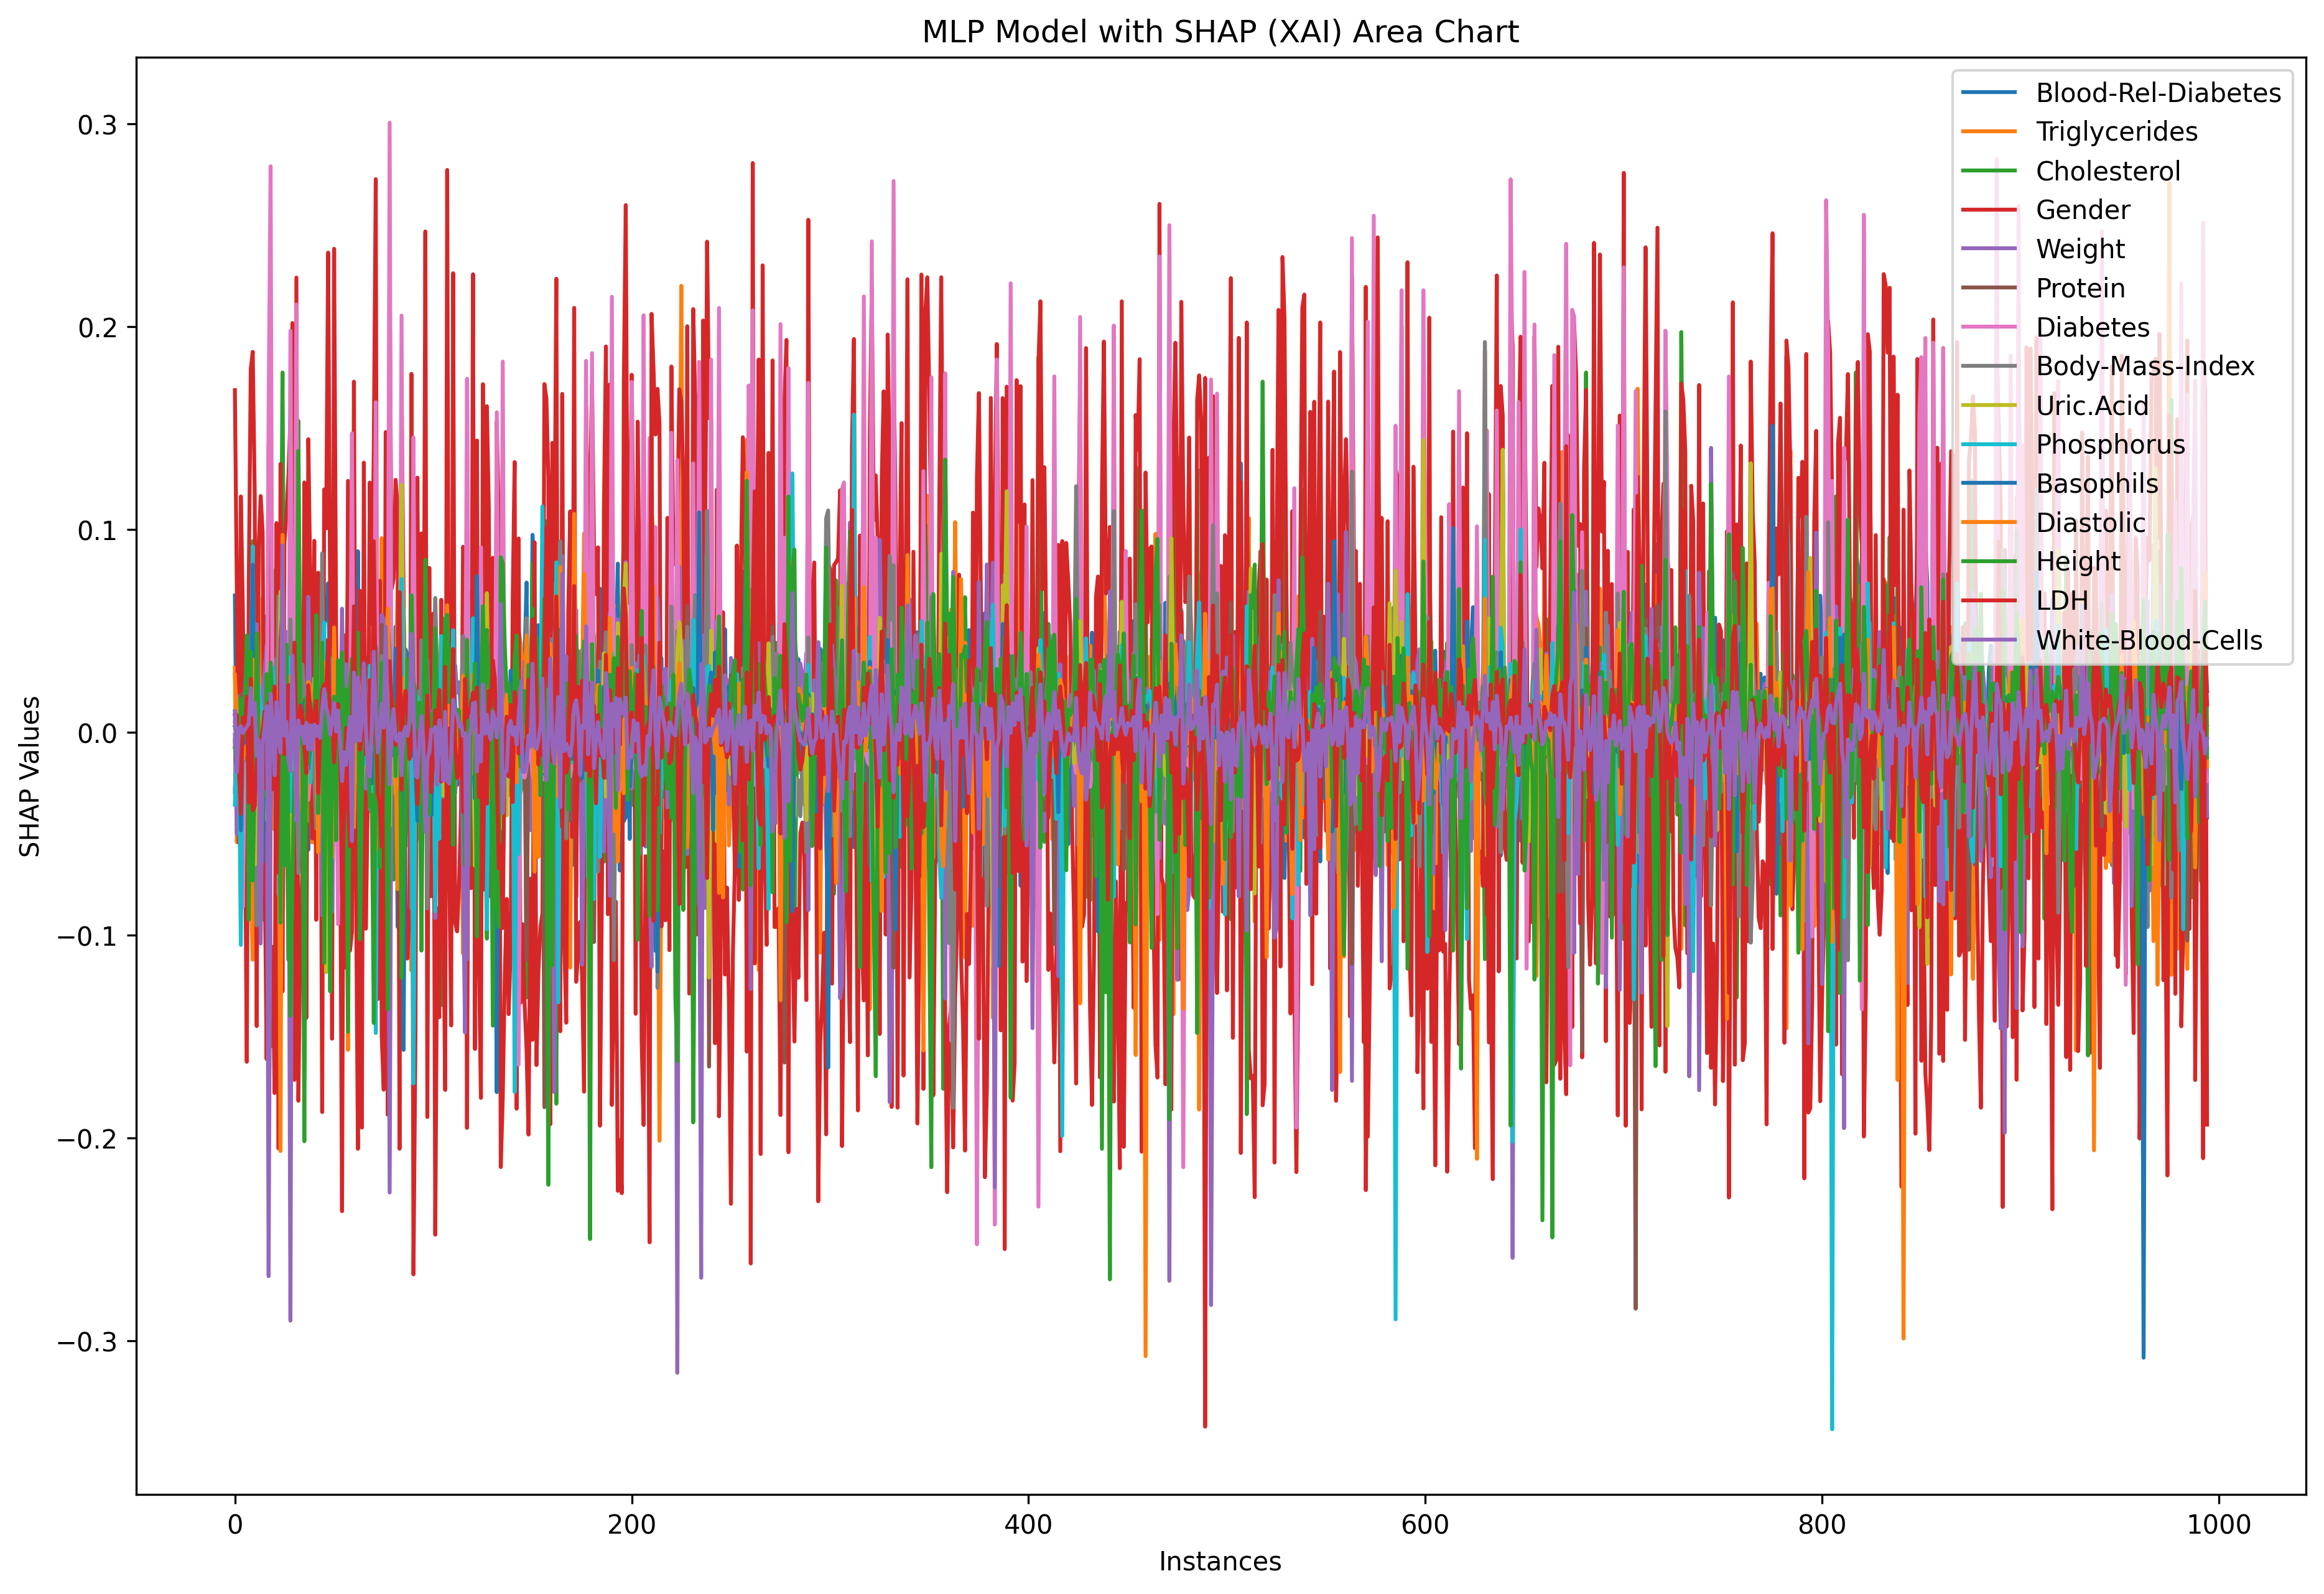 MLP Model with SHAP (XAI) Area Chart
0.3
0.2
0.1
0.0
−0.1
−0.2
−0.3
SHAP Values
0
200
400
600
800
1000
Instances
Blood-Rel-Diabetes
Triglycerides
Cholesterol
Gender
Weight
Protein
Diabetes
Body-Mass-Index
Uric.Acid
Phosphorus
Basophils
Diastolic
Height
LDH
White-Blood-Cells